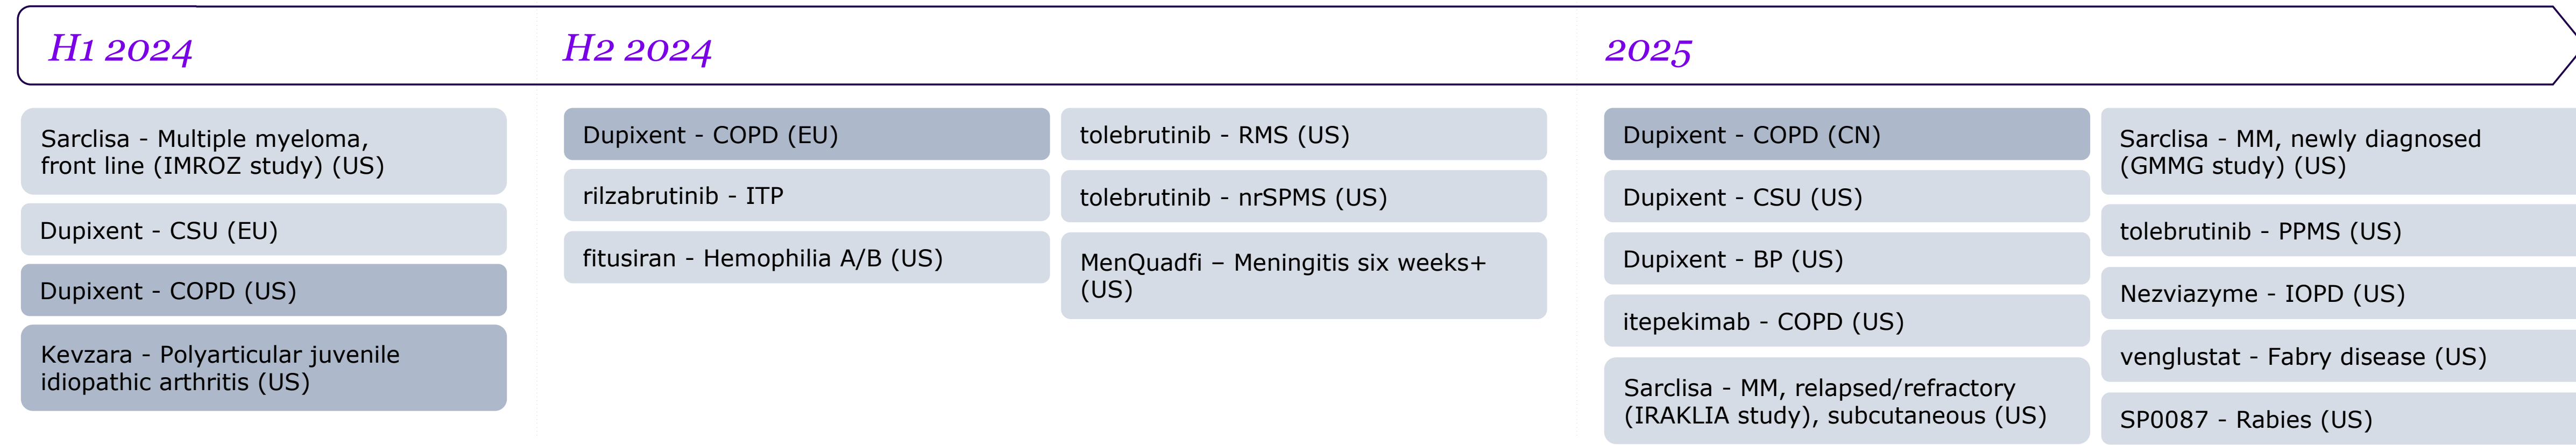 H1 2024
Sarclisa - Multiple myeloma,
front line (IMROZ study) (US)
Dupixent - CSU (EU)
Dupixent - COPD (US)
Kevzara - Polyarticular juvenile
idiopathic arthritis (US)
H2 2024
Dupixent - COPD (EU)
rilzabrutinib - ITP
fitusiran - Hemophilia A/B (US)
tolebrutinib - RMS (US)
tolebrutinib - nrSPMS (US)
MenQuadfi – Meningitis six weeks+
(US)
2025
Dupixent - COPD (CN)
Dupixent - CSU (US)
Dupixent - BP (US)
itepekimab - COPD (US)
Sarclisa - MM, relapsed/refractory
(IRAKLIA study), subcutaneous (US)
Sarclisa - MM, newly diagnosed
(GMMG study) (US)
tolebrutinib - PPMS (US)
Nezviazyme - IOPD (US)
venglustat - Fabry disease (US)
SP0087 - Rabies (US)